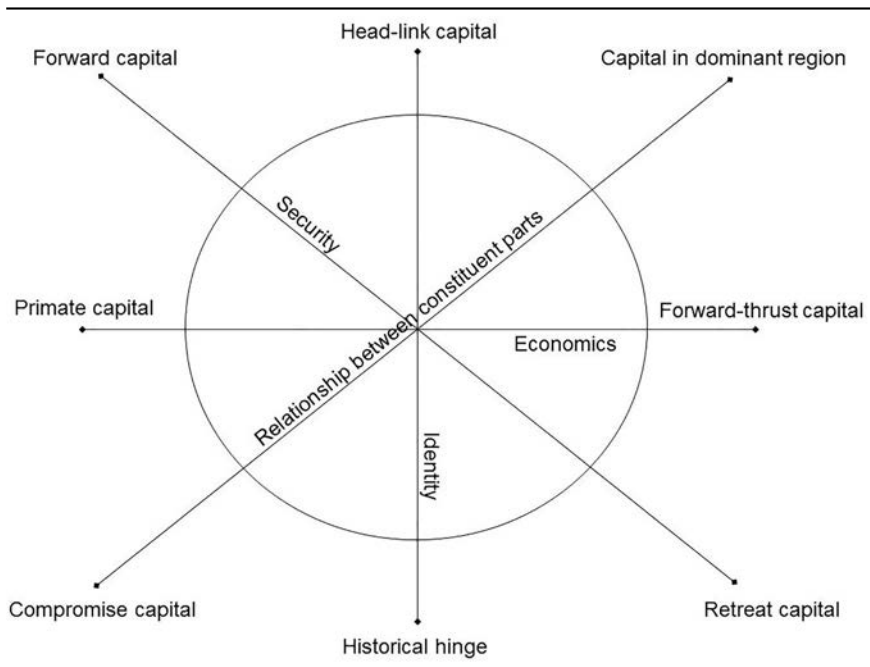 Head-link capital
Forward capital
Capital in dominant region
Security
Relationship between constituent parts
Primate capital
Forward-thrust capital
Economics
Identity
Compromise capital
Retreat capital
Historical hinge